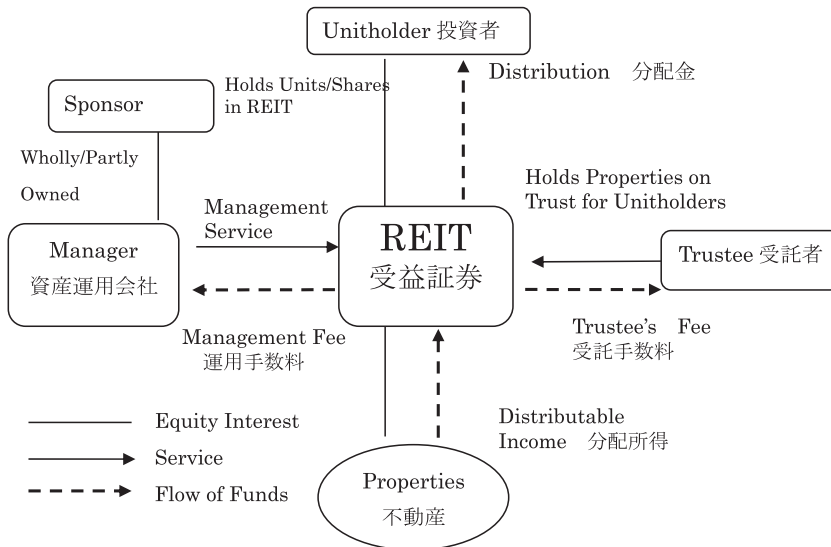 Unitholder 投資者
Distribution　分配金
Holds Units/Shares
in REIT
Sponsor
Wholly/Partly
Owned
Holds Properties on
Trust for Unitholders
Management
Service
Manager
資産運用会社
REIT
受益証券
Trustee 受託者
Management Fee
運用手数料
Trustee's　Fee
受託手数料
Distributable
Income　分配所得
Equity Interest
Service
Flow of Funds
Properties
不動産